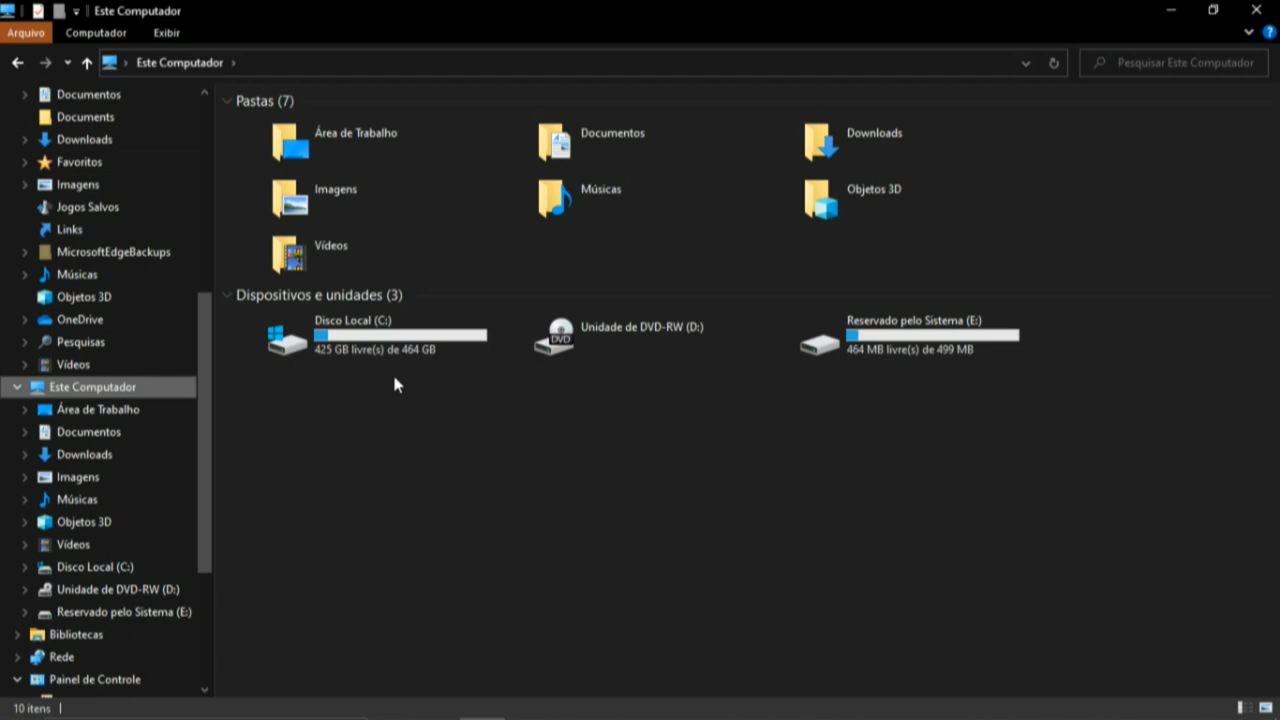 Este Computador
Arquivo Computador Exibir
Este Computador
Pesquisar Este Computador
Documentos
Documents
Downloads
Favoritos
Imagens
Jogos Salvos
Links
MicrosoftEdgeBackups
Músicas
Objetos 3D
OneDrive
Pesquisas
Vídeos
Este Computador
Área de Trabalho
Documentos
Downloads
Imagens
Músicas
Objetos 3D
Vídeos
Disco Local (C:)
Unidade de DVD-RW (D:)
Reservado pelo Sistema (E:)
Bibliotecas
Rede
Painel de Controle
Pastas (7)
Área de Trabalho
Documentos
Downloads
Imagens
Músicas
Objetos 3D
Vídeos
Dispositivos e unidades (3)
Disco Local (C:)
425 GB livre(s) de 464 GB
DVD
Unidade de DVD-RW (D:)
Reservado pelo Sistema (E:)
464 MB livre(s) de 499 MB
10 itens